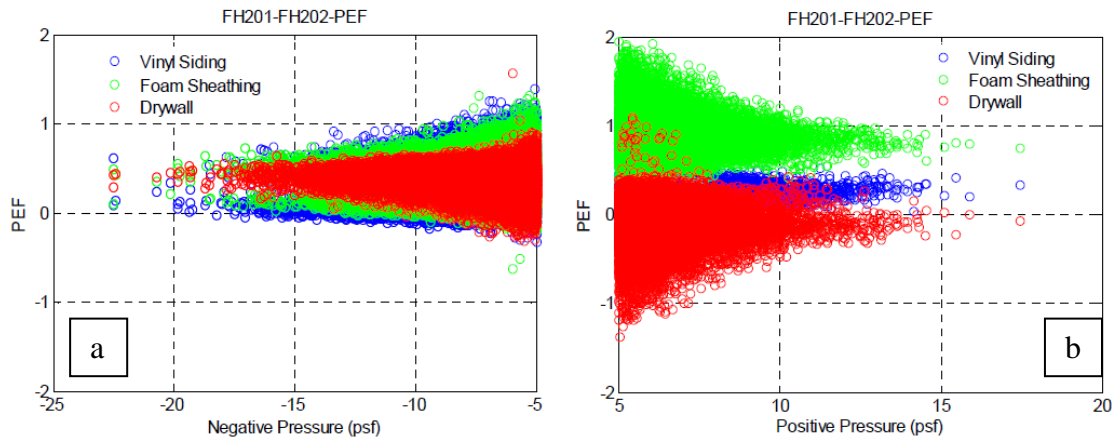 FH201-FH202-PEF
2
1
0
-1
-2
PEF
Vinyl Siding
Foam Sheathing
Drywall
a
-25
-20
-15
-10
-5
Negative Pressure (psf)
FH201-FH202-PEF
2
1
0
-1
-2
PEF
Vinyl Siding
Foam Sheathing
Drywall
b
5
10
15
20
Positive Pressure (psf)